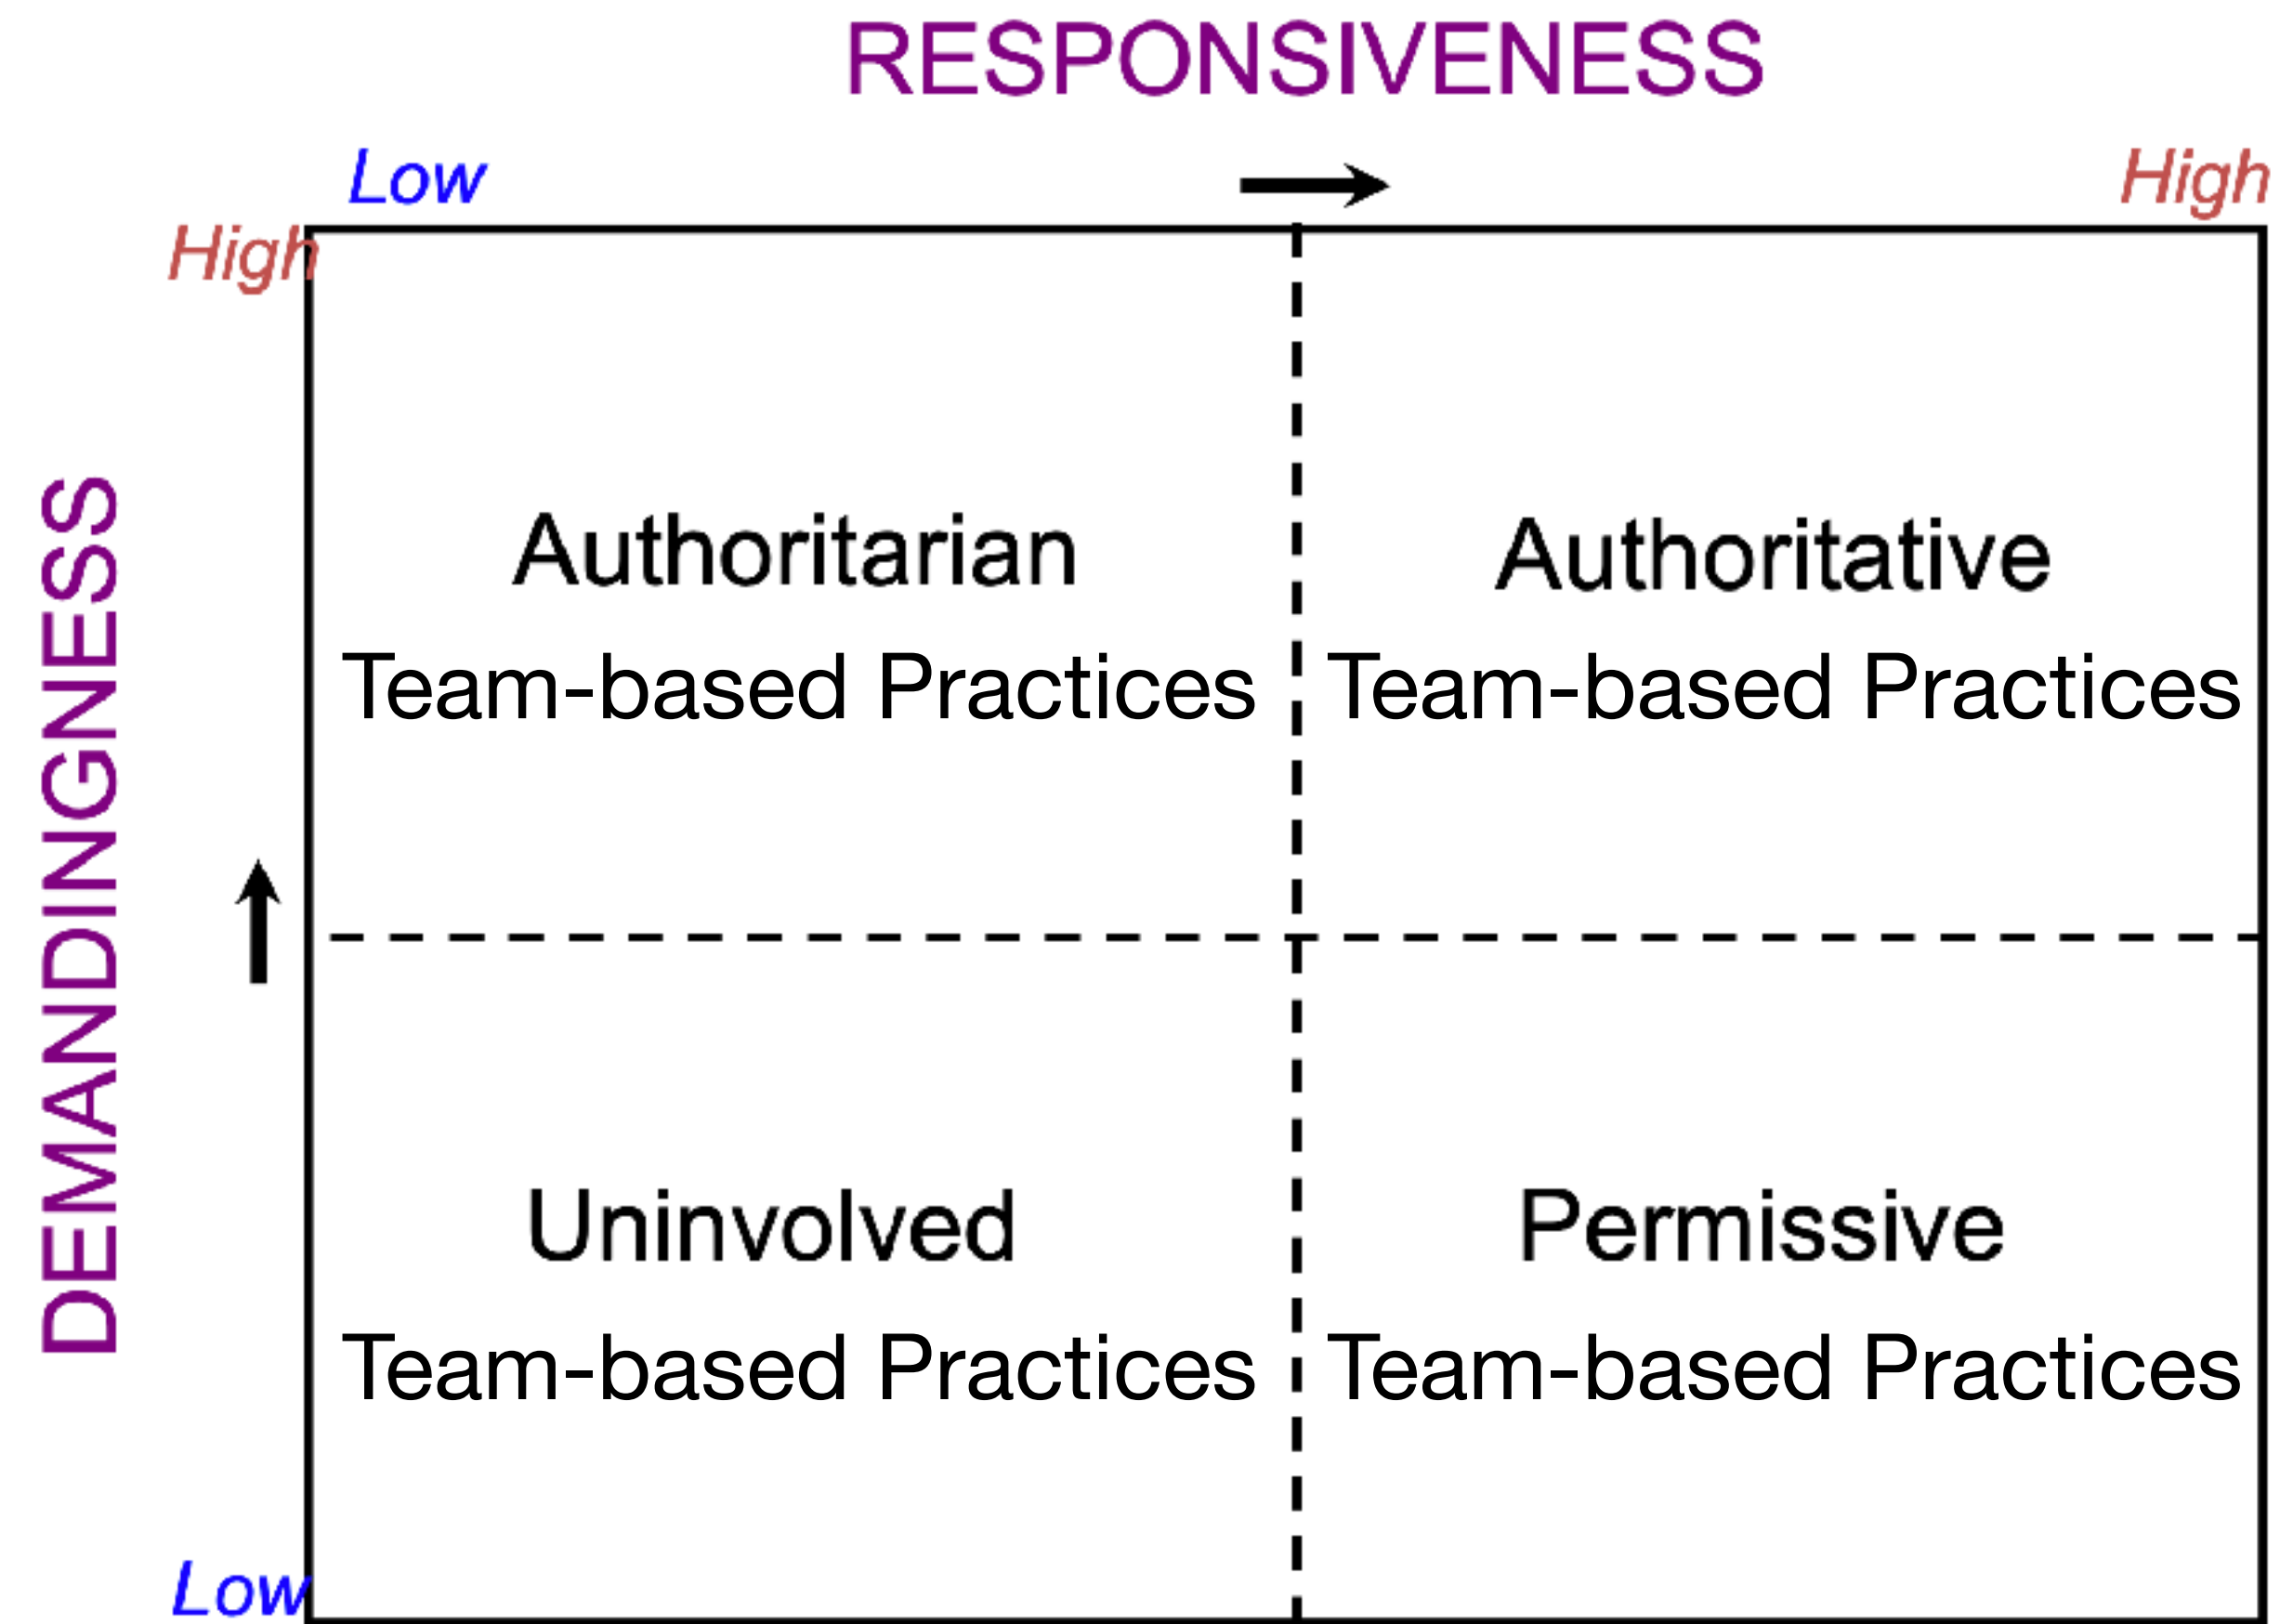 RESPONSIVENESS
Low
High
High
DEMANDINGNESS
Authoritarian
Team-based Practices
Authoritative
Team-based Practices
Uninvolved
Team-based Practices
Permissive
Team-based Practices
Low